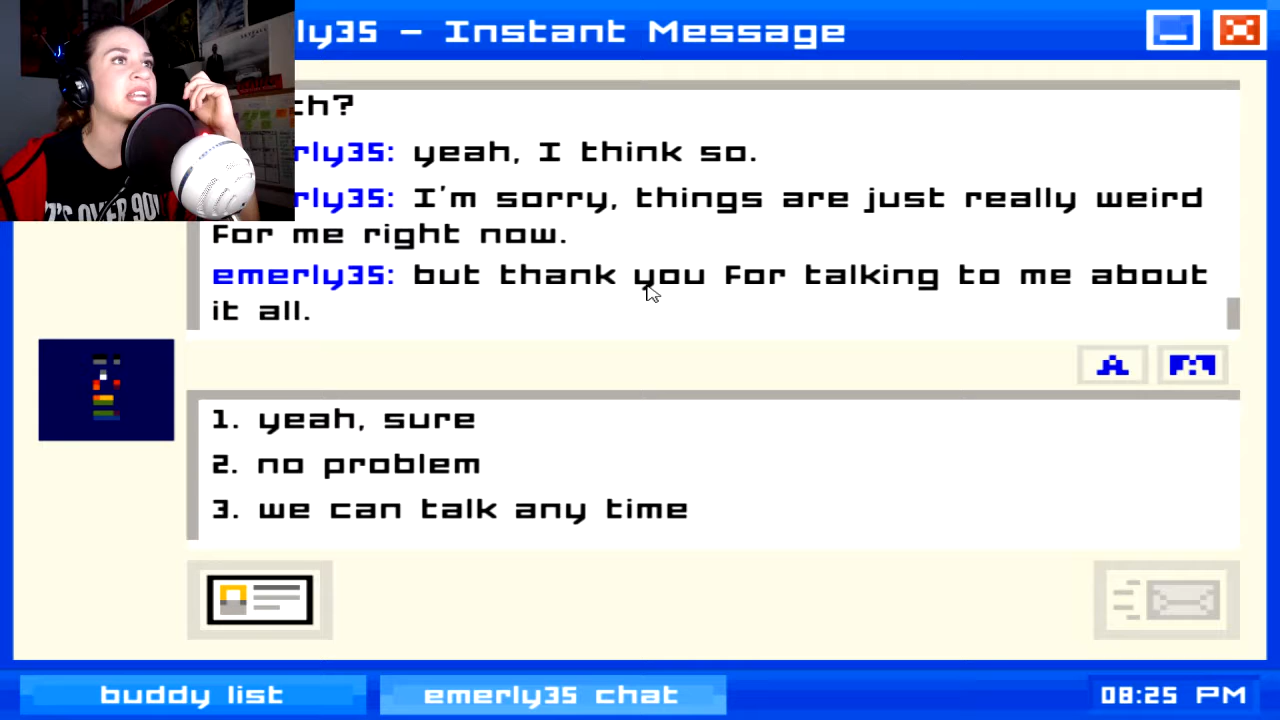 ly35 - Instant Message
ch?
rly35: yeah, I think so.
rly35: I'm sorry, things are just really weird
for me right now.
emerly35: but thank you for talking to me about
it all.
A M
1. yeah, sure
2. no problem
3. we can talk any time
buddy list
emerly35 chat
08:25 PM